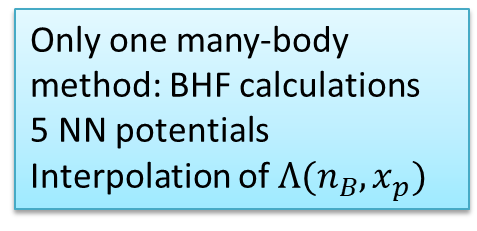 Only one many-body
method: BHF calculations
5 NN potentials
Interpolation of Λ(n_B, x_p)